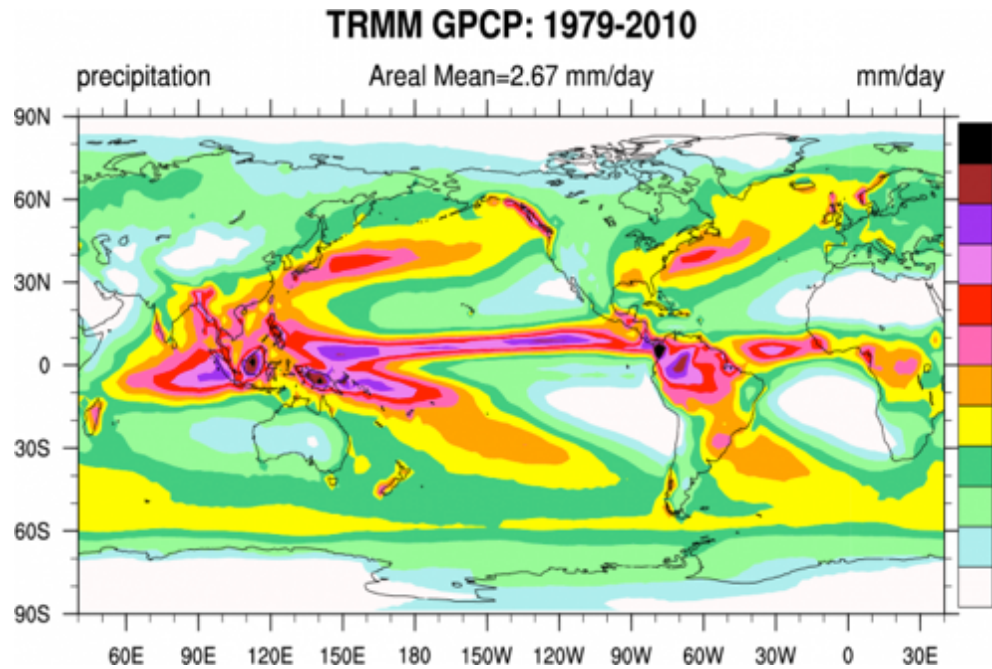 TRMM GPCP: 1979-2010
precipitation Areal Mean=2.67 mm/day mm/day
90N
60N
30N
0
30S
60S
90S
60E 90E 120E 150E 180 150W 120W 90W 60W 30W 0 30E